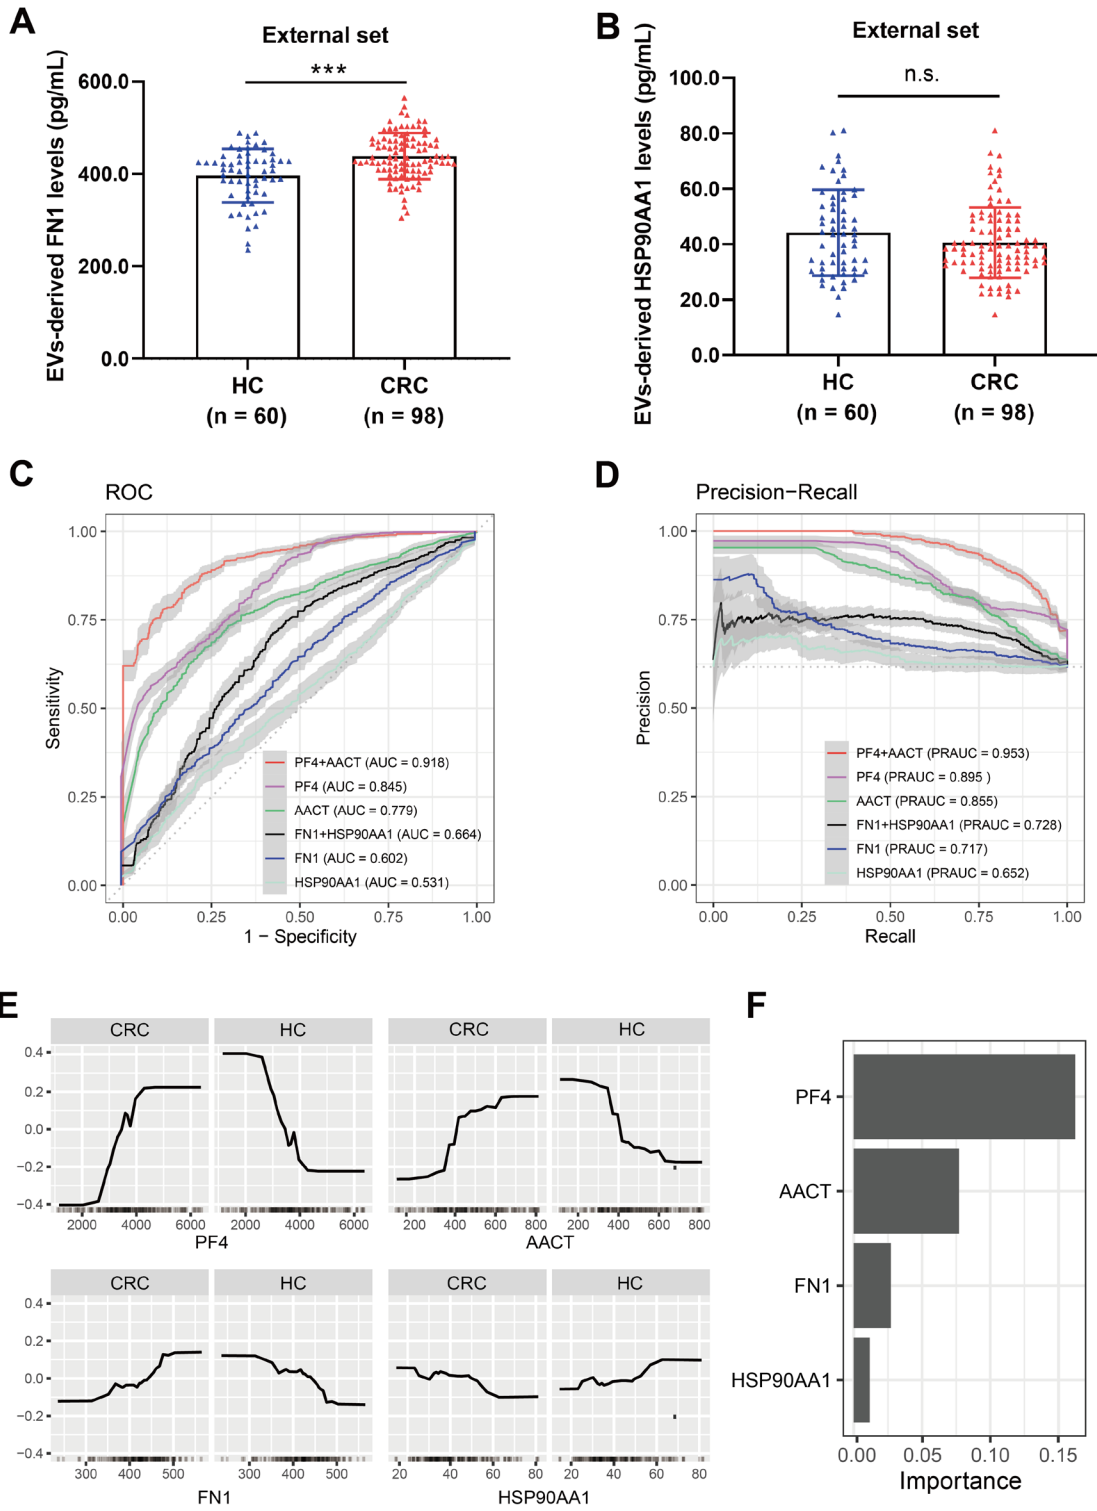 A
External set
EVs-derived FN1 levels (pg/mL)
600.0
400.0
200.0
0.0
***
HC
(n = 60)
CRC
(n = 98)
B
External set
EVs-derived HSP90AA1 levels (pg/mL)
100.0
80.0
60.0
40.0
20.0
0.0
n.s.
HC
(n = 60)
CRC
(n = 98)
C
ROC
Sensitivity
1.00
0.75
0.50
0.25
0.00
PF4+AACT (AUC = 0.918)
PF4 (AUC = 0.845)
AACT (AUC = 0.779)
FN1+HSP90AA1 (AUC = 0.664)
FN1 (AUC = 0.602)
HSP90AA1 (AUC = 0.531)
0.00 0.25 0.50 0.75 1.00
1 − Specificity
D
Precision−Recall
Precision
1.00
0.75
0.50
0.25
0.00
PF4+AACT (PRAUC = 0.953)
PF4 (PRAUC = 0.895 )
AACT (PRAUC = 0.855)
FN1+HSP90AA1 (PRAUC = 0.728)
FN1 (PRAUC = 0.717)
HSP90AA1 (PRAUC = 0.652)
0.00 0.25 0.50 0.75 1.00
Recall
E
CRC HC CRC HC
0.4
0.2
0.0
−0.2
−0.4
2000 4000 6000 2000 4000 6000 200 400 600 800 200 400 600 800
PF4 AACT
CRC HC CRC HC
0.4
0.2
0.0
−0.2
−0.4
300 400 500 300 400 500 20 40 60 80 20 40 60 80
FN1 HSP90AA1
F
PF4
AACT
FN1
HSP90AA1
0.00 0.05 0.10 0.15
Importance